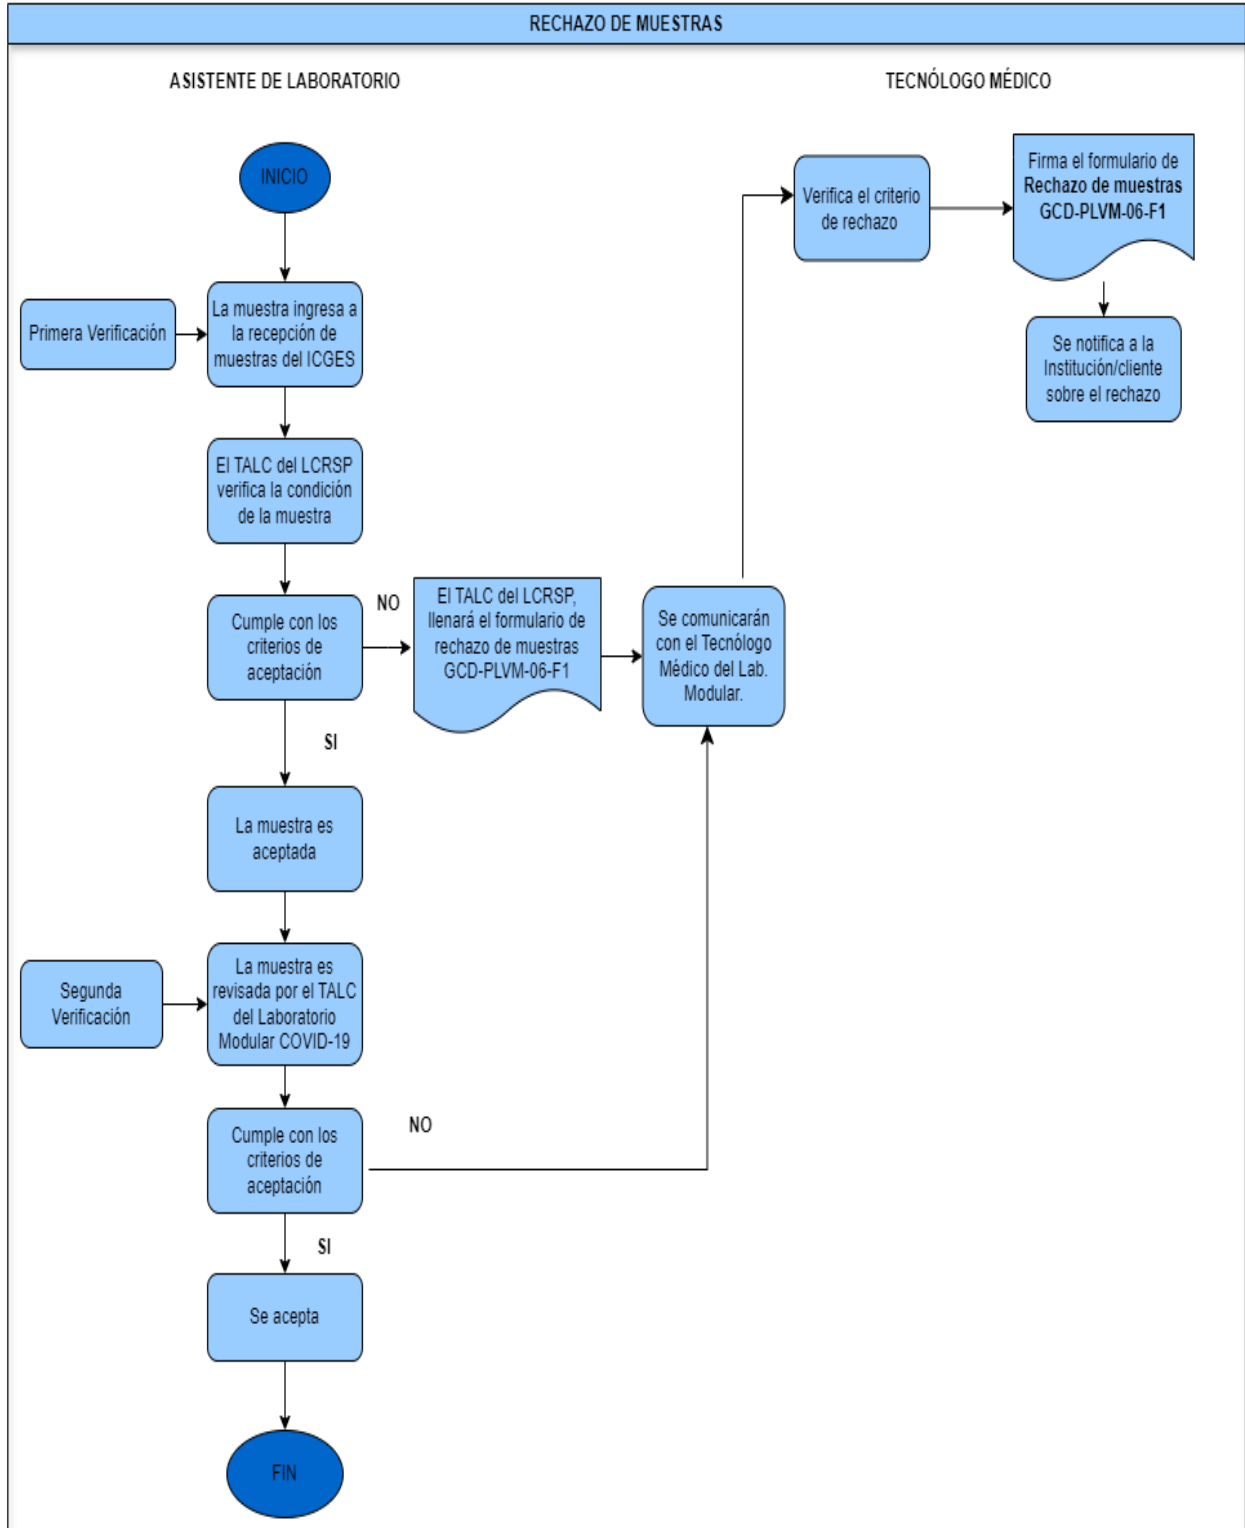 RECHAZO DE MUESTRAS
ASISTENTE DE LABORATORIO
TECNÓLOGO MÉDICO
INICIO
Verifica el criterio
de rechazo
Firma el formulario de
Rechazo de muestras
GCD-PLVM-06-F1
Primera Verificación
La muestra ingresa a
la recepción de
muestras del ICGES
Se notifica a la
Institución/cliente
sobre el rechazo
El TALC del LCRSP
verifica la condición
de la muestra
Cumple con los
criterios de
aceptación
NO
El TALC del LCRSP,
llenará el formulario de
rechazo de muestras
GCD-PLVM-06-F1
Se comunicarán
con el Tecnólogo
Médico del Lab.
Modular.
SI
La muestra es
aceptada
Segunda
Verificación
La muestra es
revisada por el TALC
del Laboratorio
Modular COVID-19
Cumple con los
criterios de
aceptación
NO
SI
Se acepta
FIN